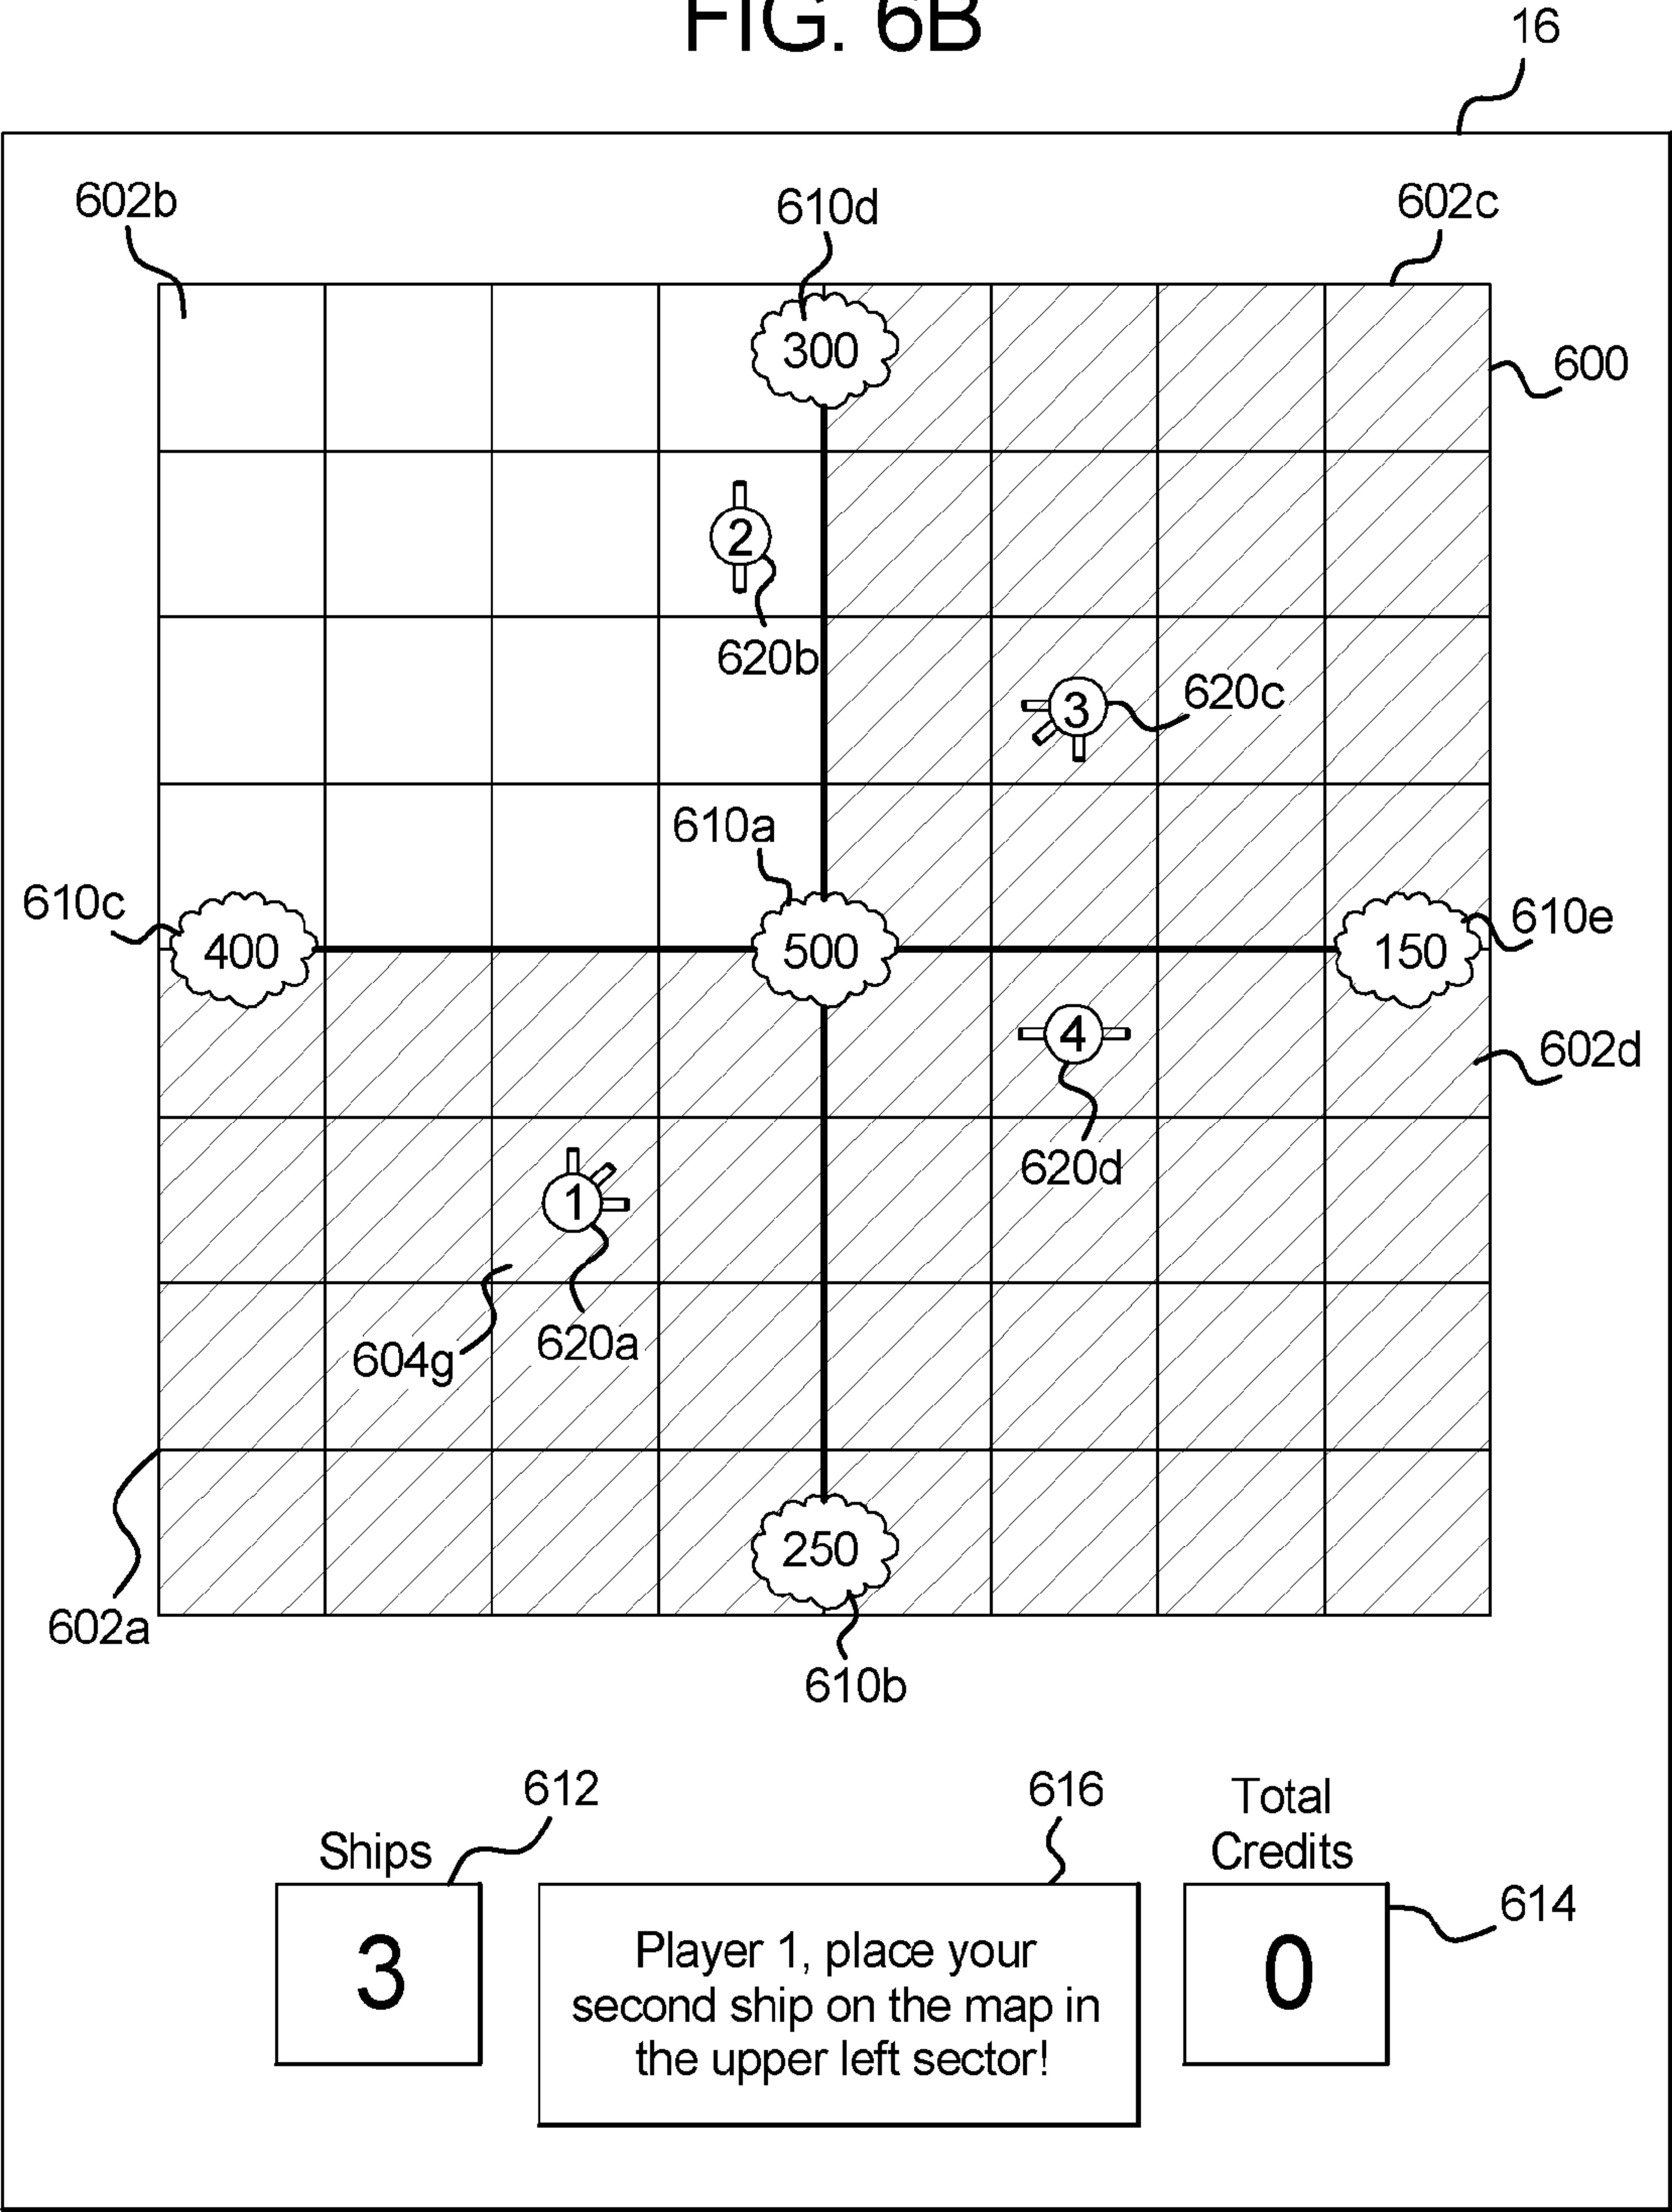 FIG. 6B
16
602b
610d
602c
300
600
2
620b
3
620c
610a
610c
400
500
150
610e
4
602d
620d
1
604g
620a
250
602a
610b
612
616
Total
Credits
Ships
614
3
Player 1, place your
second ship on the map in
the upper left sector!
0